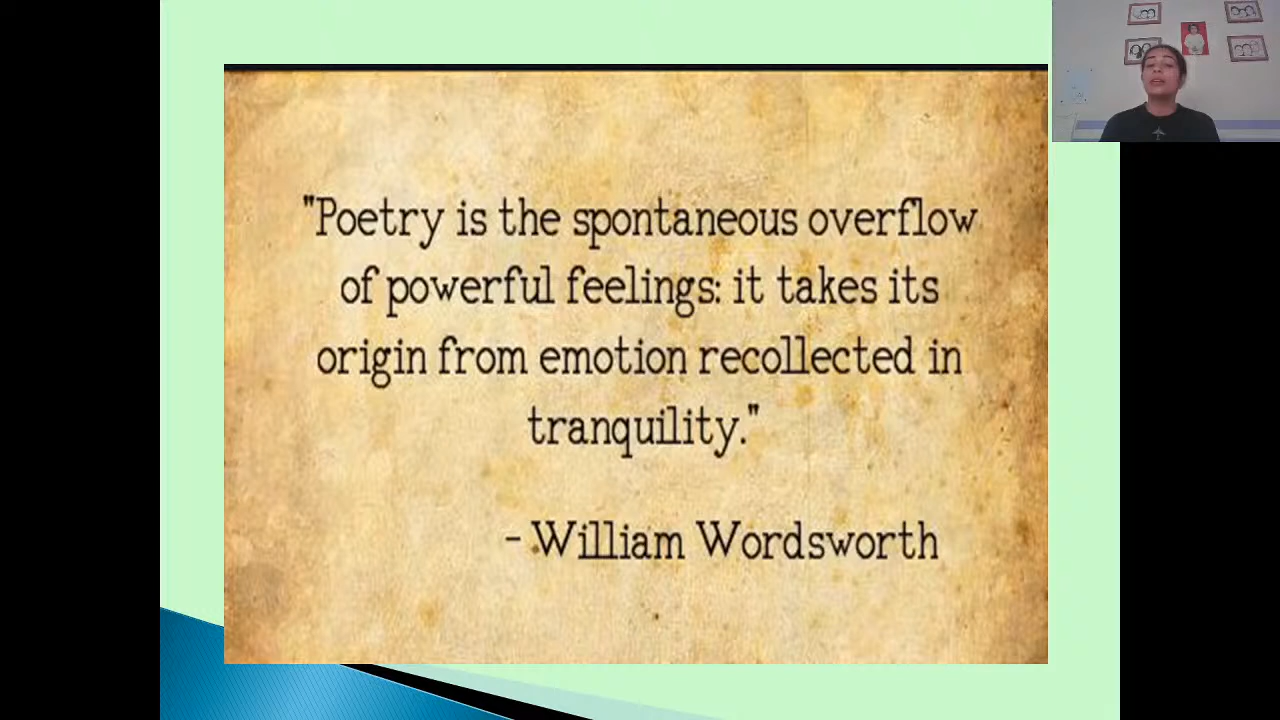 "Poetry is the spontaneous overflow
of powerful feelings: it takes its
origin from emotion recollected in
tranquility."
- William Wordsworth